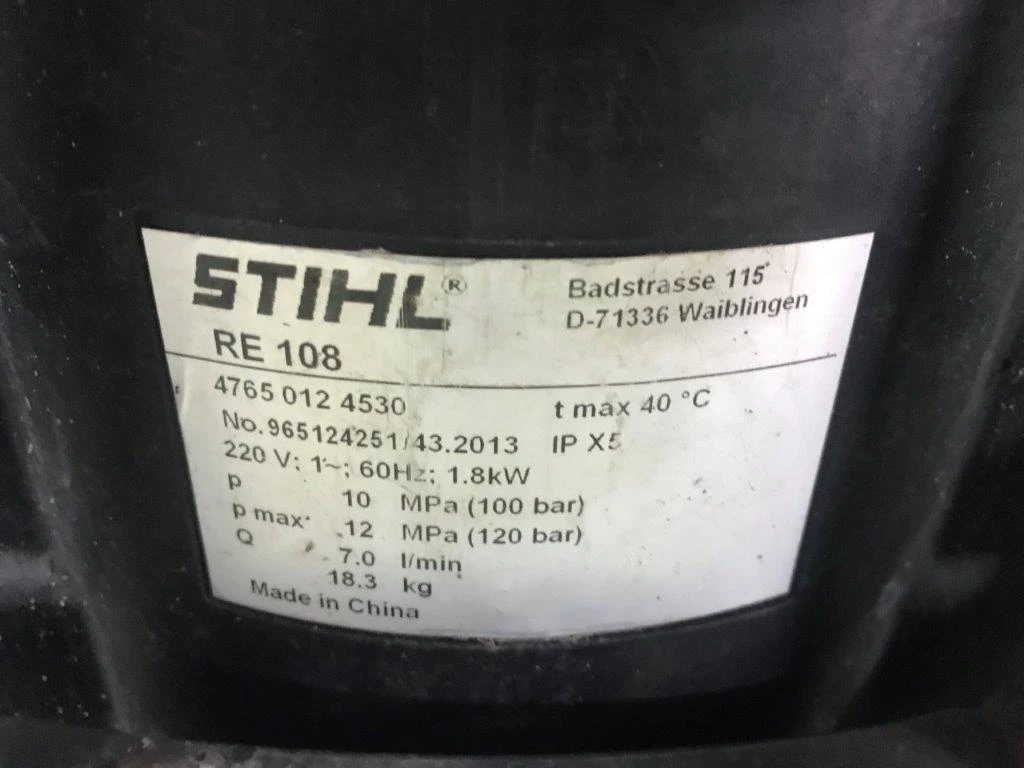 STIHL®
Badstrasse 115
D-71336 Waiblingen
RE 108
4765 012 4530 t max 40 °C
No. 965124251/43.2013 IP X5
220 V; 1~; 60Hz; 1.8kW
p 10 MPa (100 bar)
p max 12 MPa (120 bar)
Q 7.0 l/min
18.3 kg
Made in China